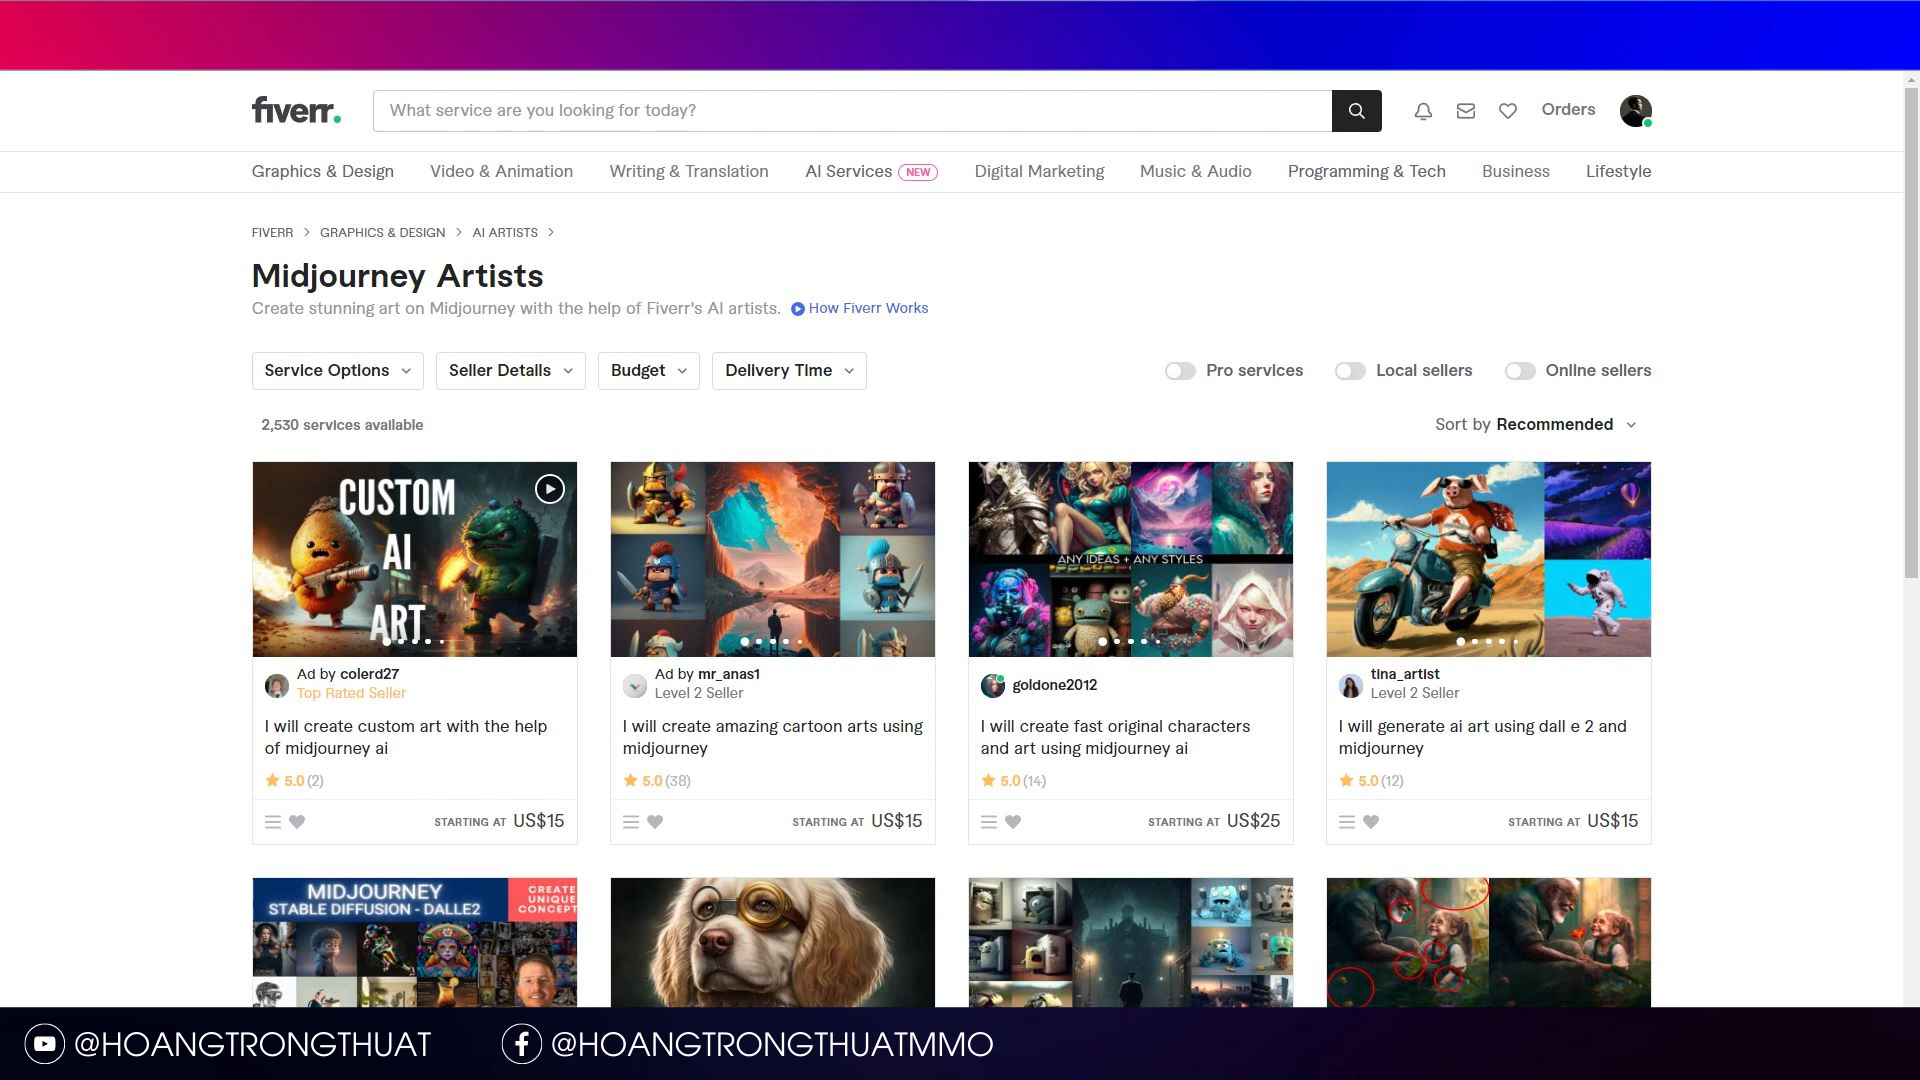 fiverr.
What service are you looking for today?
Orders
Graphics & Design
Video & Animation
Writing & Translation
AI Services NEW
Digital Marketing
Music & Audio
Programming & Tech
Business
Lifestyle
FIVERR > GRAPHICS & DESIGN > AI ARTISTS >
Midjourney Artists
Create stunning art on Midjourney with the help of Fiverr's AI artists. How Fiverr Works
Service Options
Seller Details
Budget
Delivery Time
Pro services
Local sellers
Online sellers
2,530 services available
Sort by Recommended
CUSTOM
AI
ART
Ad by colerd27
Top Rated Seller
I will create custom art with the help
of midjourney ai
5.0 (2)
STARTING AT US$15
Ad by mr_anas1
Level 2 Seller
I will create amazing cartoon arts using
midjourney
5.0 (38)
STARTING AT US$15
ANY IDEAS + ANY STYLES
goldone2012
I will create fast original characters
and art using midjourney ai
5.0 (14)
STARTING AT US$25
tina_artist
Level 2 Seller
I will generate ai art using dall e 2 and
midjourney
5.0 (12)
STARTING AT US$15
MIDJOURNEY
STABLE DIFFUSION - DALLE2
CREATE
UNIQUE
CONCEPT
@HOANGTRONGTHUAT
@HOANGTRONGTHUATMMO